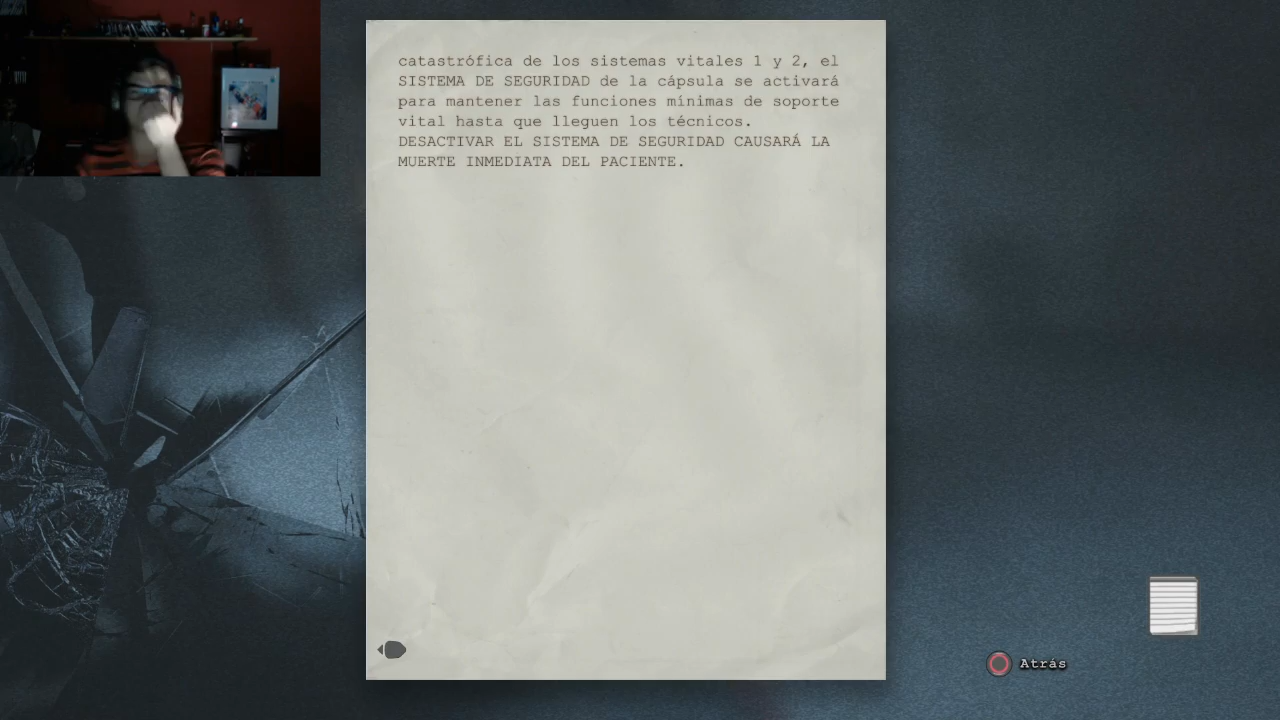 catastrófica de los sistemas vitales 1 y 2, el
SISTEMA DE SEGURIDAD de la cápsula se activará
para mantener las funciones mínimas de soporte
vital hasta que lleguen los técnicos.
DESACTIVAR EL SISTEMA DE SEGURIDAD CAUSARÁ LA
MUERTE INMEDIATA DEL PACIENTE.
Atrás